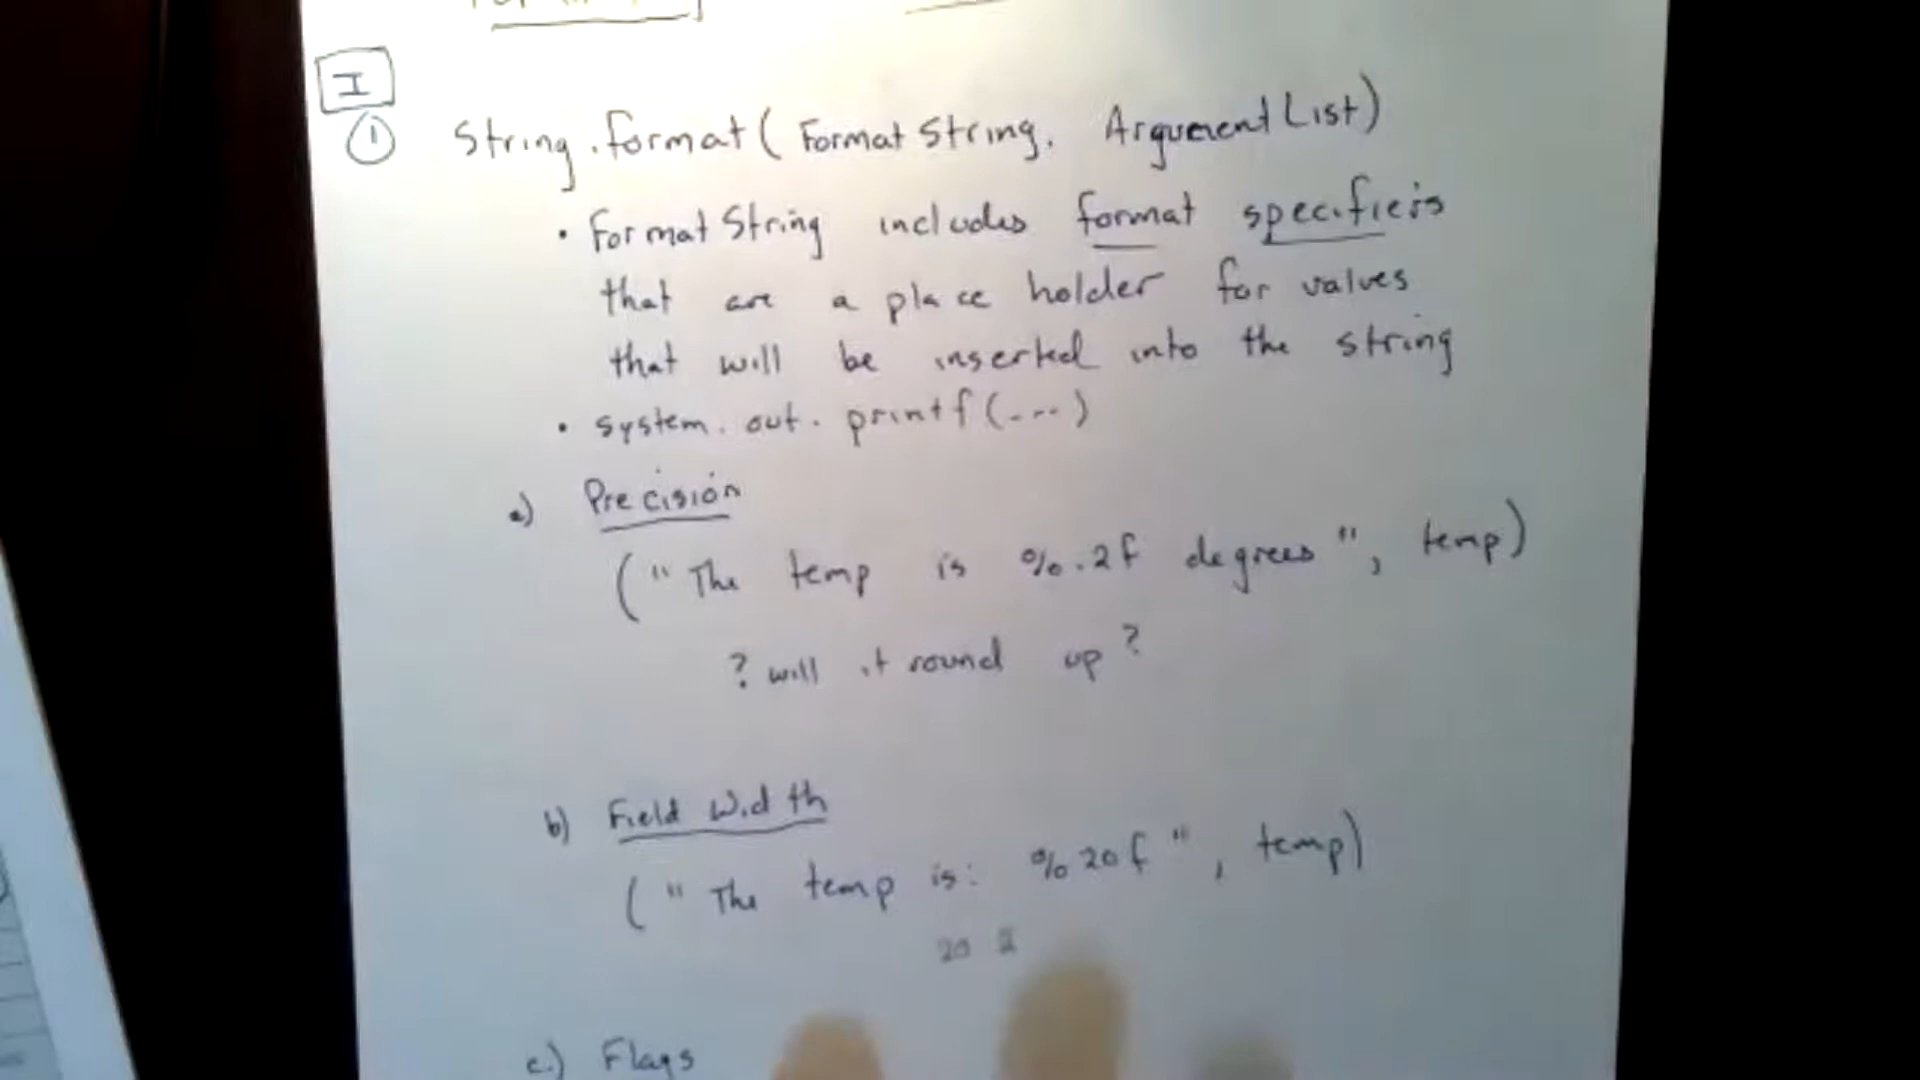 I
① String.format( Format String, Argument List)
• Format String includes format specifiers
that are a place holder for values
that will be inserted into the string
• system.out.printf(...)
a) Precision
("The temp is %.2f degrees", temp)
? will it round up ?
b) Field Width
("The temp is: %20f", temp)
20
c.) Flags